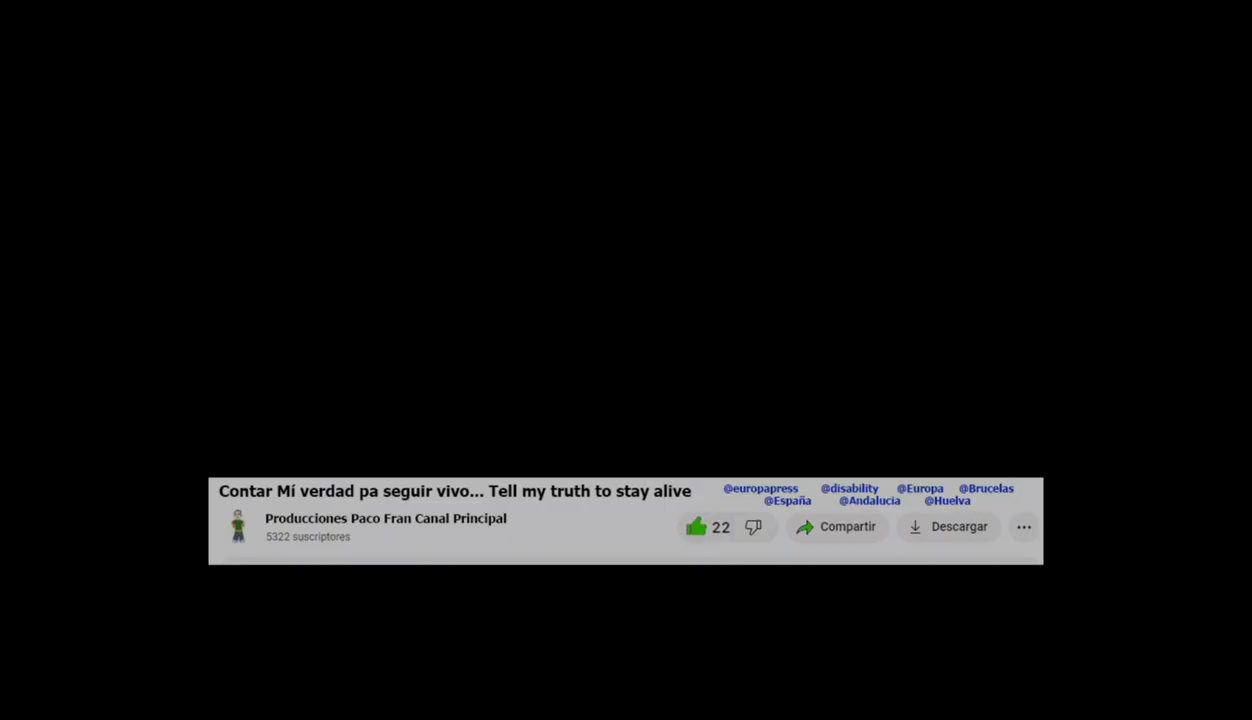 Contar Mí verdad pa seguir vivo... Tell my truth to stay alive
@europapress @disability @Europa @Brucelas
@España @Andalucia @Huelva
Producciones Paco Fran Canal Principal
5322 suscriptores
22 Compartir Descargar